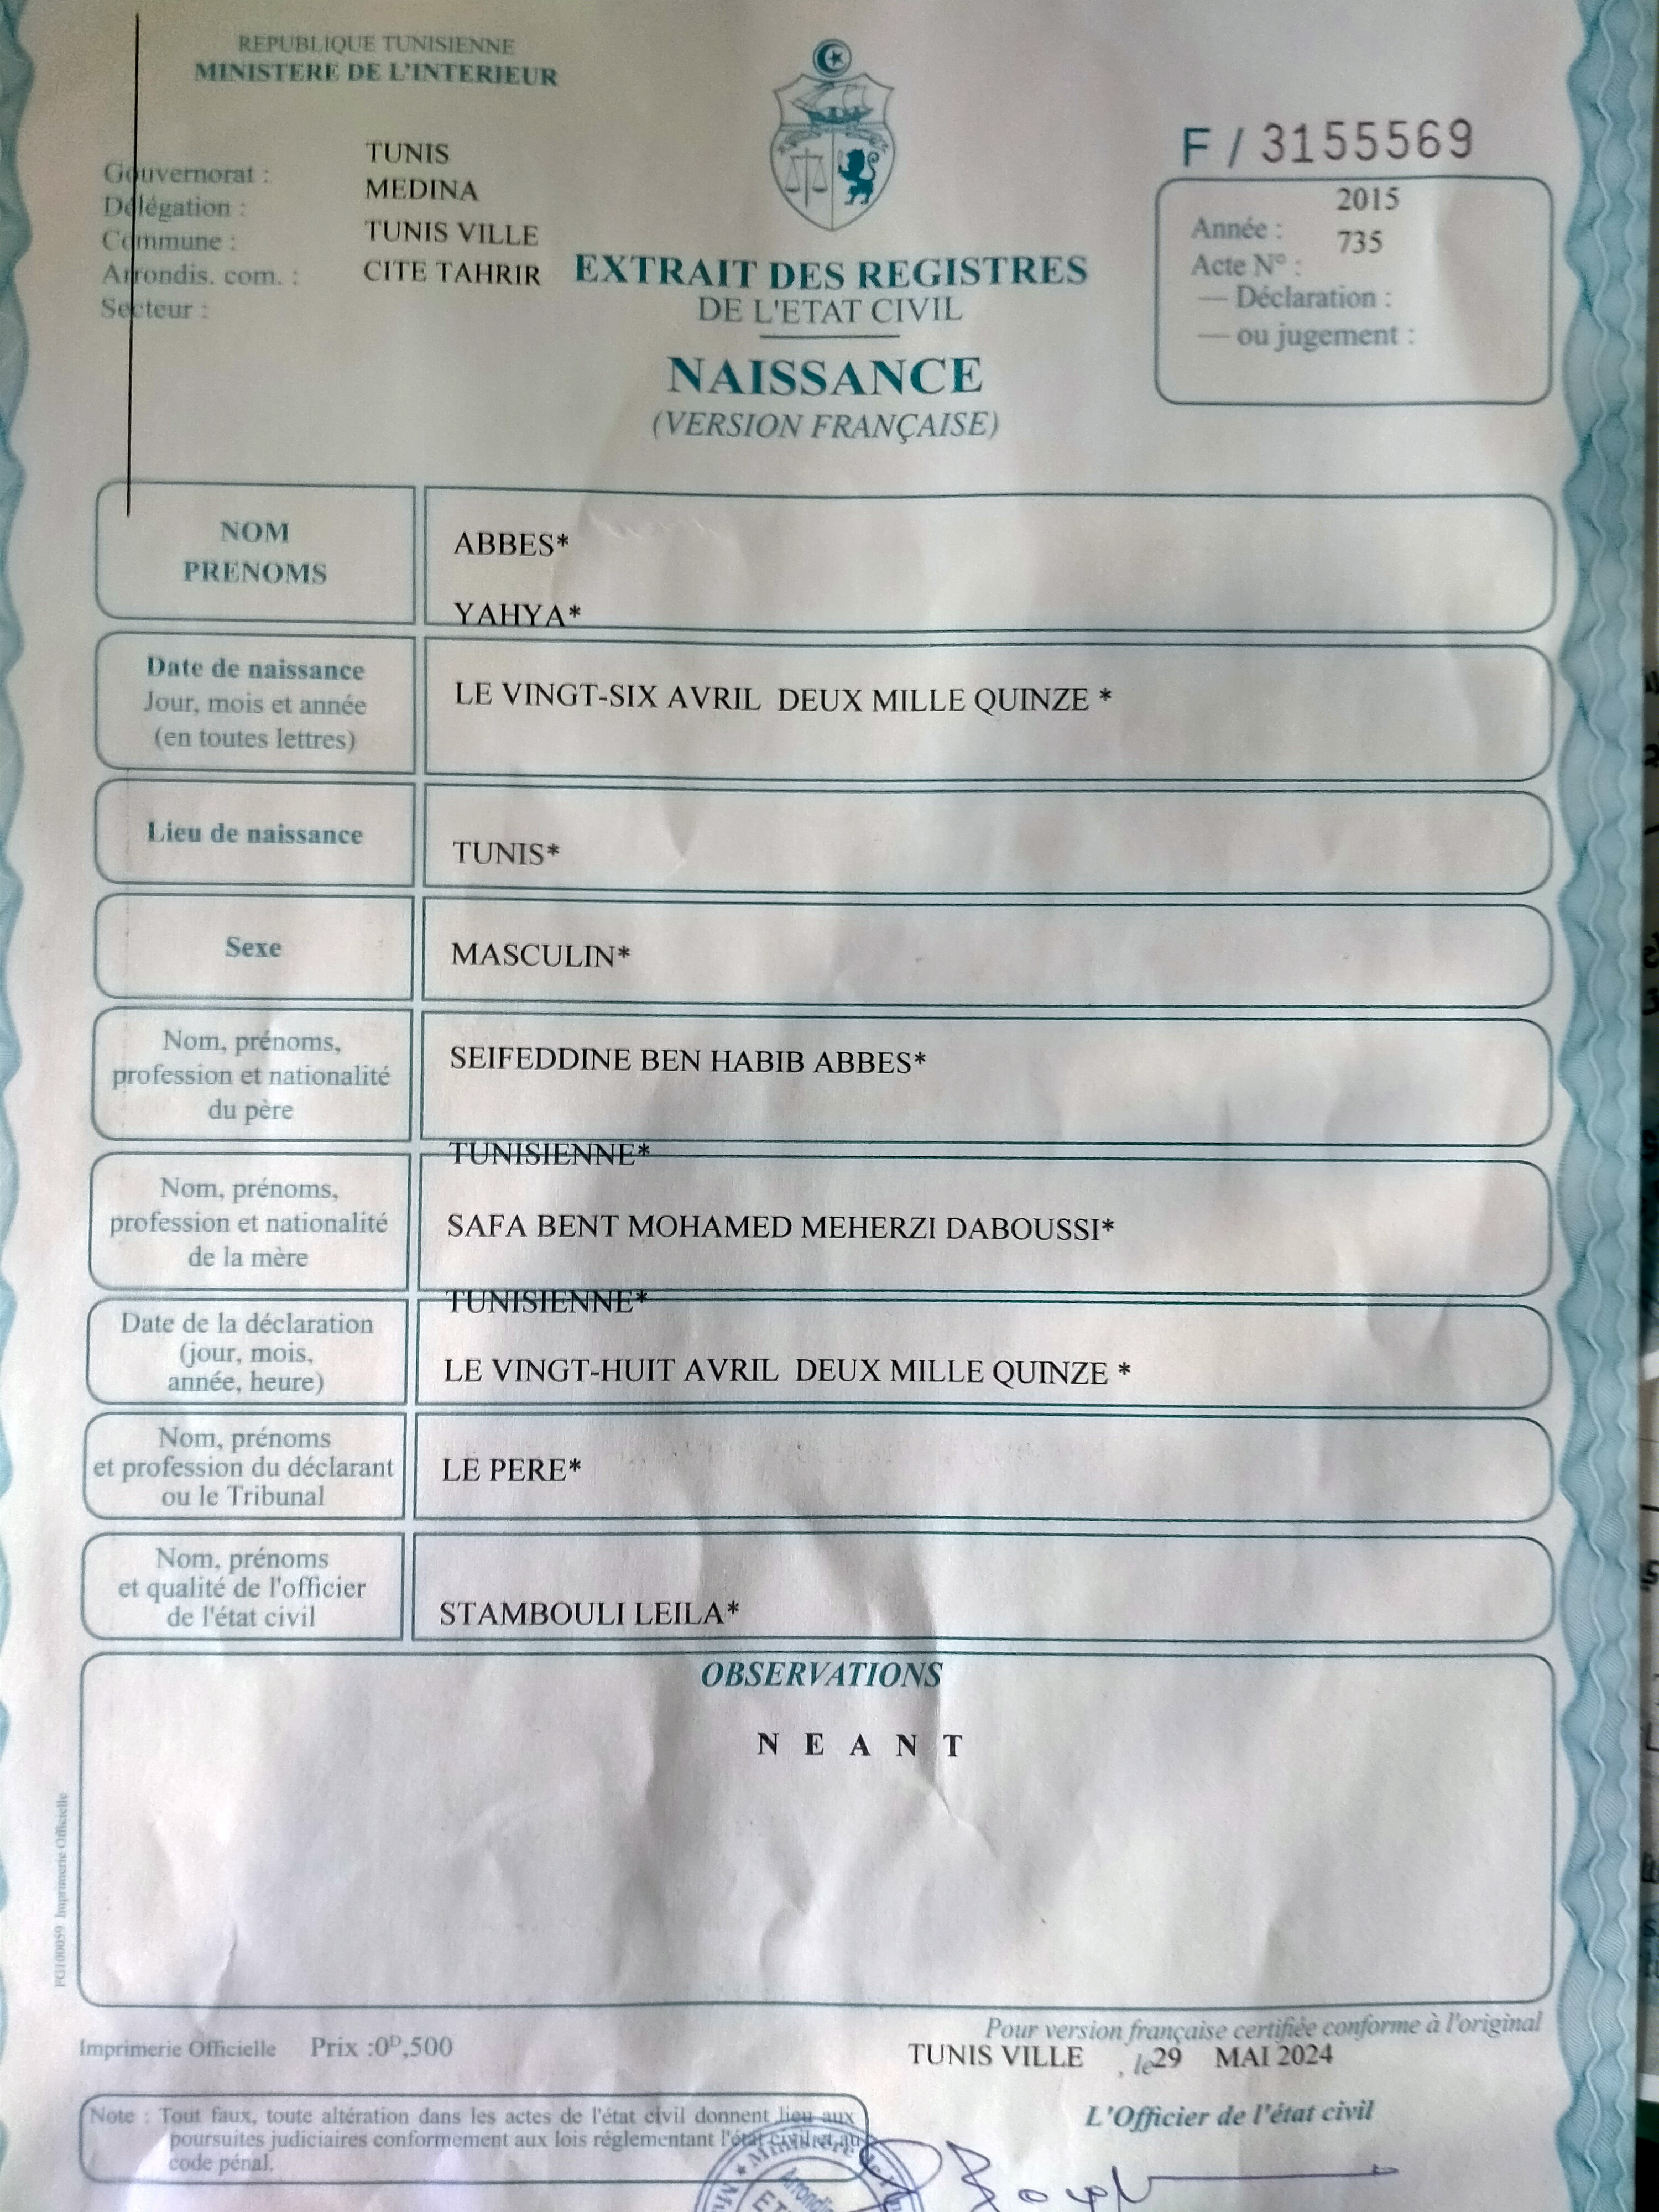 REPUBLIQUE TUNISIENNE
MINISTERE DE L'INTERIEUR
F / 3155569
Gouvernorat : TUNIS
Délégation : MEDINA
Commune : TUNIS VILLE
Arrondis. com. : CITE TAHRIR
Secteur :
Année : 2015
Acte N° : 735
— Déclaration :
— ou jugement :
EXTRAIT DES REGISTRES
DE L'ETAT CIVIL
NAISSANCE
(VERSION FRANÇAISE)
NOM
PRENOMS
ABBES*
YAHYA*
Date de naissance
Jour, mois et année
(en toutes lettres)
LE VINGT-SIX AVRIL DEUX MILLE QUINZE *
Lieu de naissance
TUNIS*
Sexe
MASCULIN*
Nom, prénoms,
profession et nationalité
du père
SEIFEDDINE BEN HABIB ABBES*
TUNISIENNE*
Nom, prénoms,
profession et nationalité
de la mère
SAFA BENT MOHAMED MEHERZI DABOUSSI*
TUNISIENNE*
Date de la déclaration
(jour, mois,
année, heure)
LE VINGT-HUIT AVRIL DEUX MILLE QUINZE *
Nom, prénoms
et profession du déclarant
ou le Tribunal
LE PERE*
Nom, prénoms
et qualité de l'officier
de l'état civil
STAMBOULI LEILA*
OBSERVATIONS
N E A N T
PG100059 Imprimerie Officielle
Imprimerie Officielle Prix :0D,500
Pour version française certifiée conforme à l'original
TUNIS VILLE , le 29 MAI 2024
L'Officier de l'état civil
Note : Tout faux, toute altération dans les actes de l'état civil donnent lieu aux
poursuites judiciaires conformement aux lois réglementant l'état civil et au
code pénal.